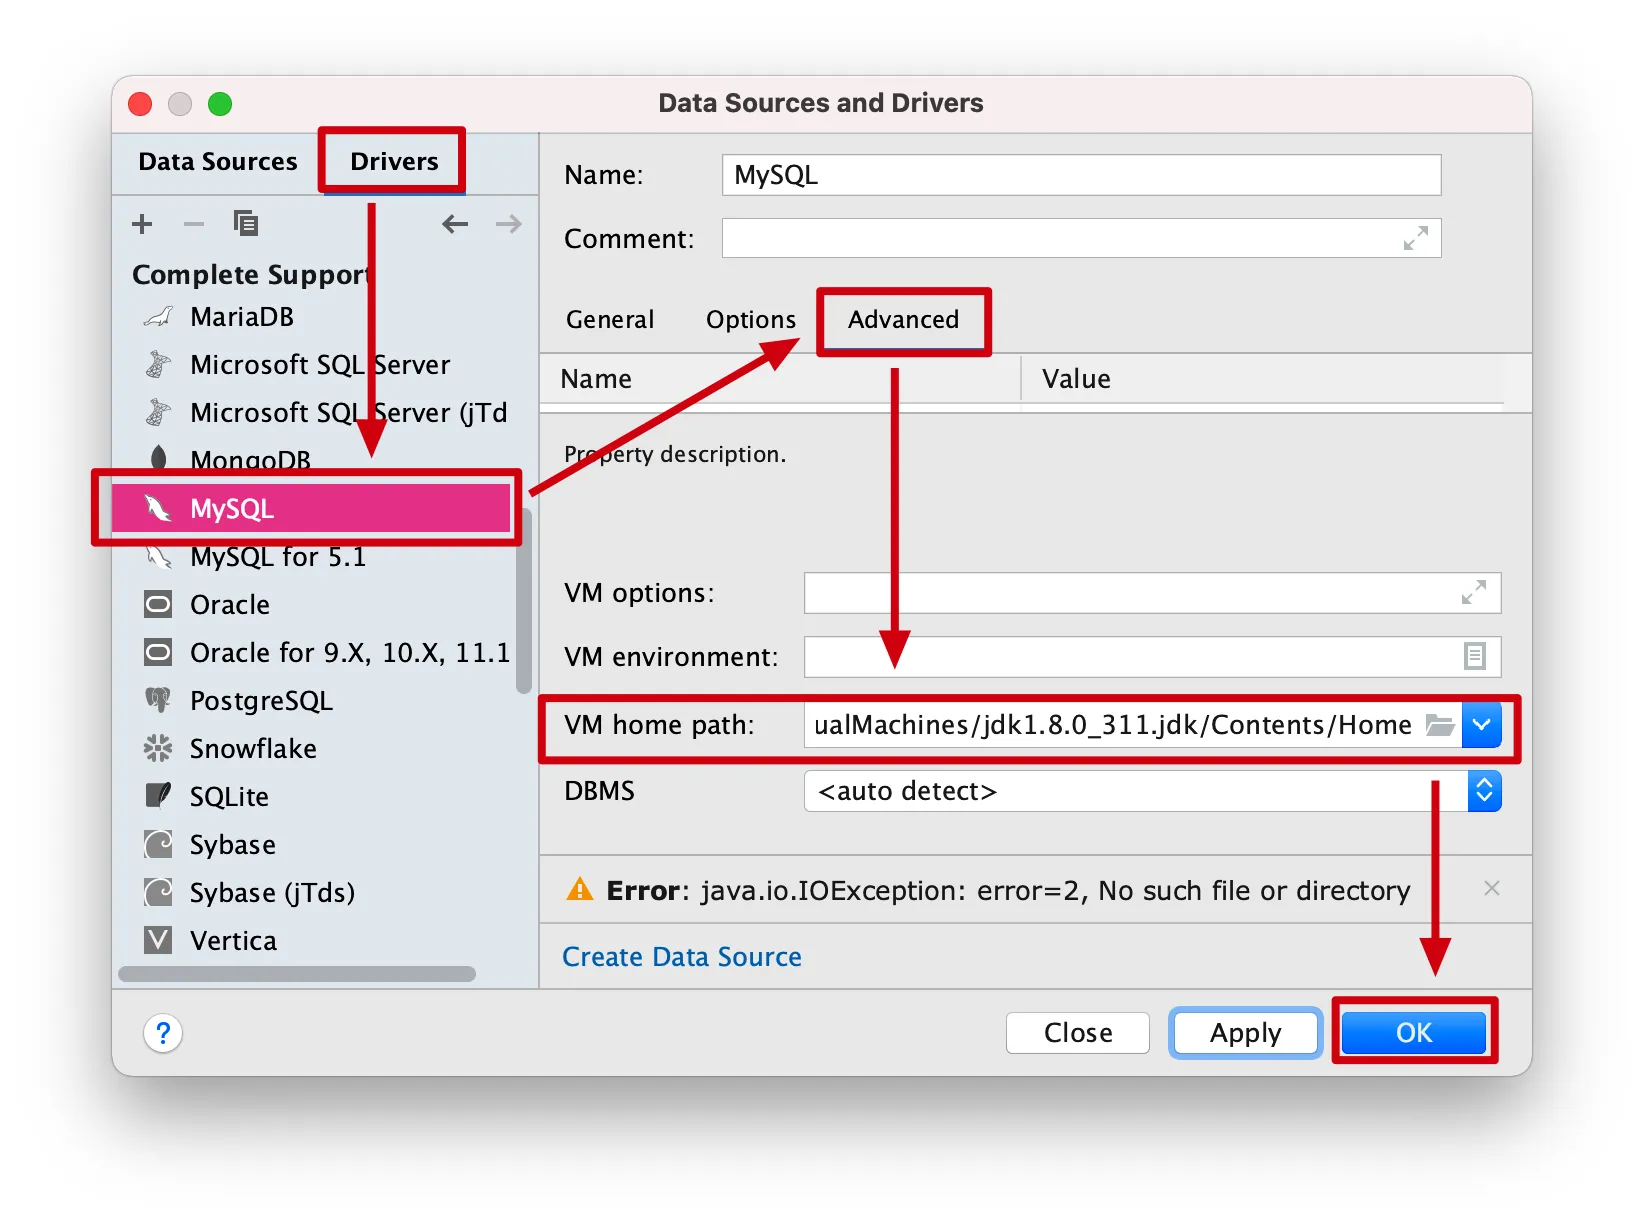 Data Sources and Drivers
Data Sources
Drivers
Complete Support
MariaDB
Microsoft SQL Server
Microsoft SQL Server (jTd
MongoDB
MySQL
MySQL for 5.1
Oracle
Oracle for 9.X, 10.X, 11.1
PostgreSQL
Snowflake
SQLite
Sybase
Sybase (jTds)
Vertica
Name: MySQL
Comment:
General Options Advanced
Name Value
Property description.
VM options:
VM environment:
VM home path: ualMachines/jdk1.8.0_311.jdk/Contents/Home
DBMS <auto detect>
Error: java.io.IOException: error=2, No such file or directory
Create Data Source
? Close Apply OK